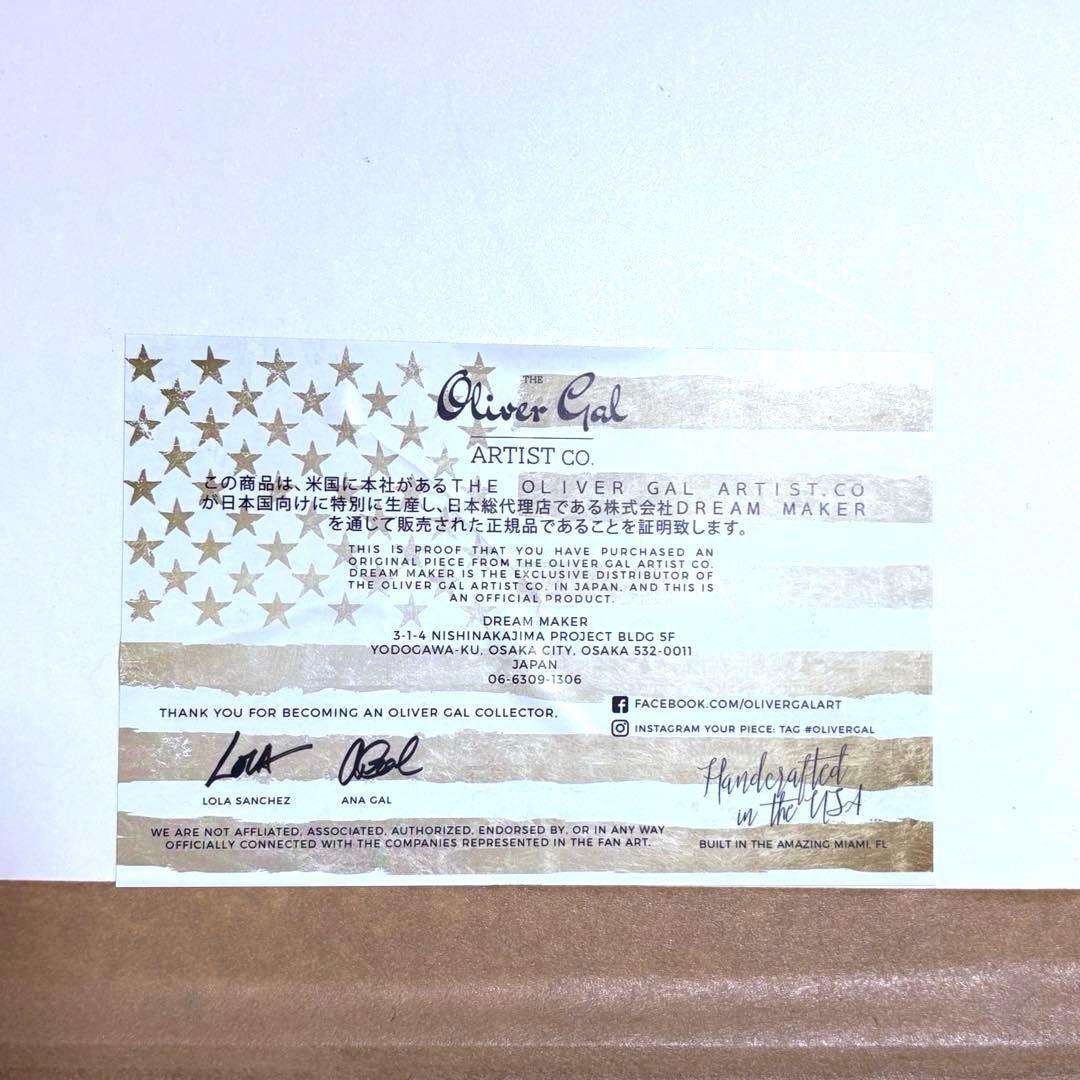 THE
Oliver Gal
ARTIST CO.
この商品は、米国に本社があるTHE OLIVER GAL ARTIST.CO
が日本国向けに特別に生産し、日本総代理店である株式会社DREAM MAKER
を通じて販売された正規品であることを証明致します。
THIS IS PROOF THAT YOU HAVE PURCHASED AN
ORIGINAL PIECE FROM THE OLIVER GAL ARTIST CO.
DREAM MAKER IS THE EXCLUSIVE DISTRIBUTOR OF
THE OLIVER GAL ARTIST CO. IN JAPAN. AND THIS IS
AN OFFICIAL PRODUCT.
DREAM MAKER
3-1-4 NISHINAKAJIMA PROJECT BLDG 5F
YODOGAWA-KU, OSAKA CITY, OSAKA 532-0011
JAPAN
06-6309-1306
FACEBOOK.COM/OLIVERGALART
THANK YOU FOR BECOMING AN OLIVER GAL COLLECTOR.
INSTAGRAM YOUR PIECE: TAG #OLIVERGAL
LOLA
LOLA SANCHEZ
ANA GAL
Handcrafted
in the USA
WE ARE NOT AFFLIATED, ASSOCIATED, AUTHORIZED, ENDORSED BY, OR IN ANY WAY
OFFICIALLY CONNECTED WITH THE COMPANIES REPRESENTED IN THE FAN ART.
BUILT IN THE AMAZING MIAMI, FL